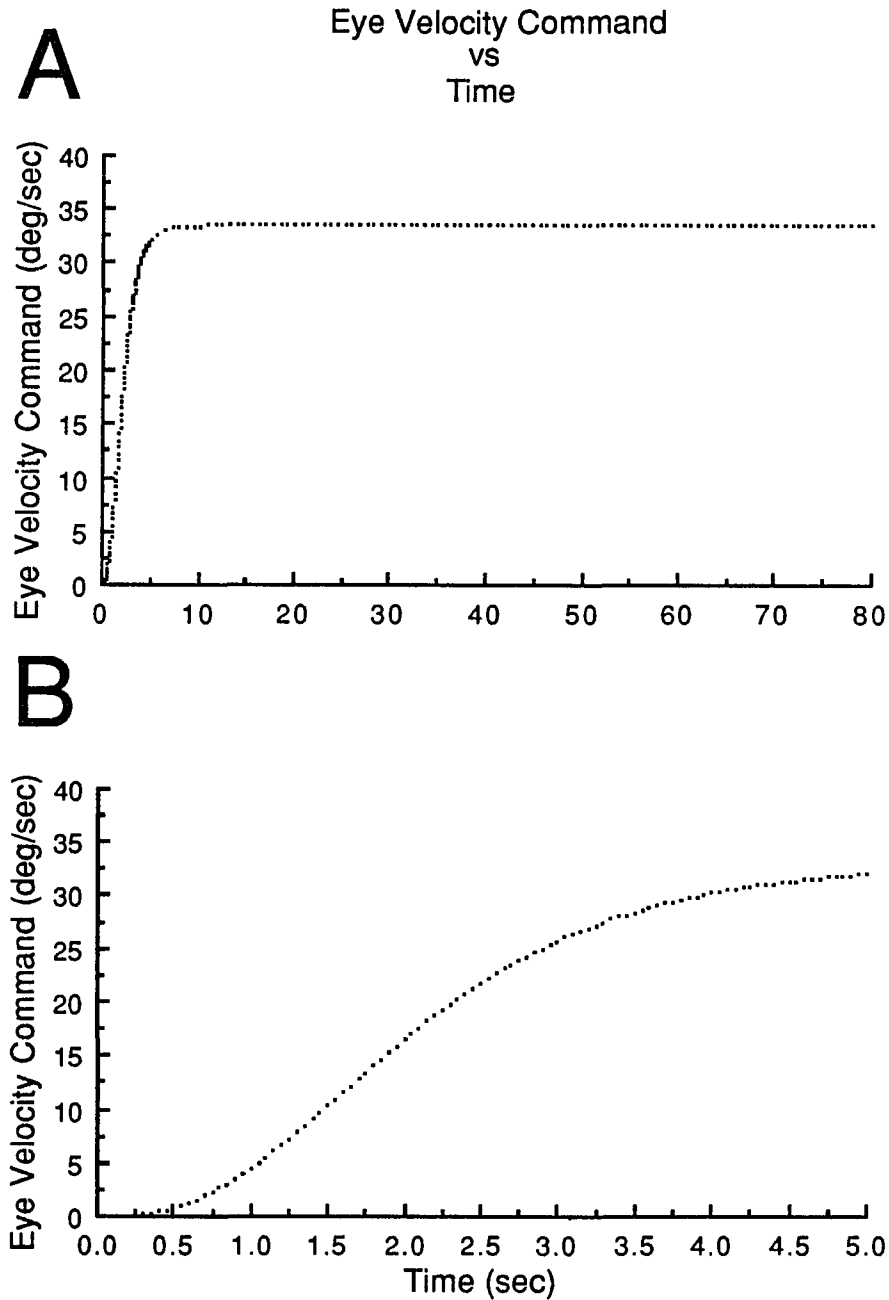 A
Eye Velocity Command
vs
Time
Eye Velocity Command (deg/sec)
40
35
30
25
20
15
10
5
0
0 10 20 30 40 50 60 70 80
B
Eye Velocity Command (deg/sec)
40
35
30
25
20
15
10
5
0
0.0 0.5 1.0 1.5 2.0 2.5 3.0 3.5 4.0 4.5 5.0
Time (sec)